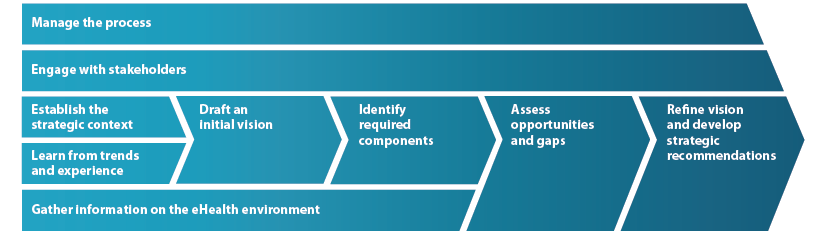 Manage the process
Engage with stakeholders
Establish the
strategic context
Learn from trends
and experience
Draft an
initial vision
Identify
required
components
Assess
opportunities
and gaps
Refine vision
and develop
strategic
recommendations
Gather information on the eHealth environment